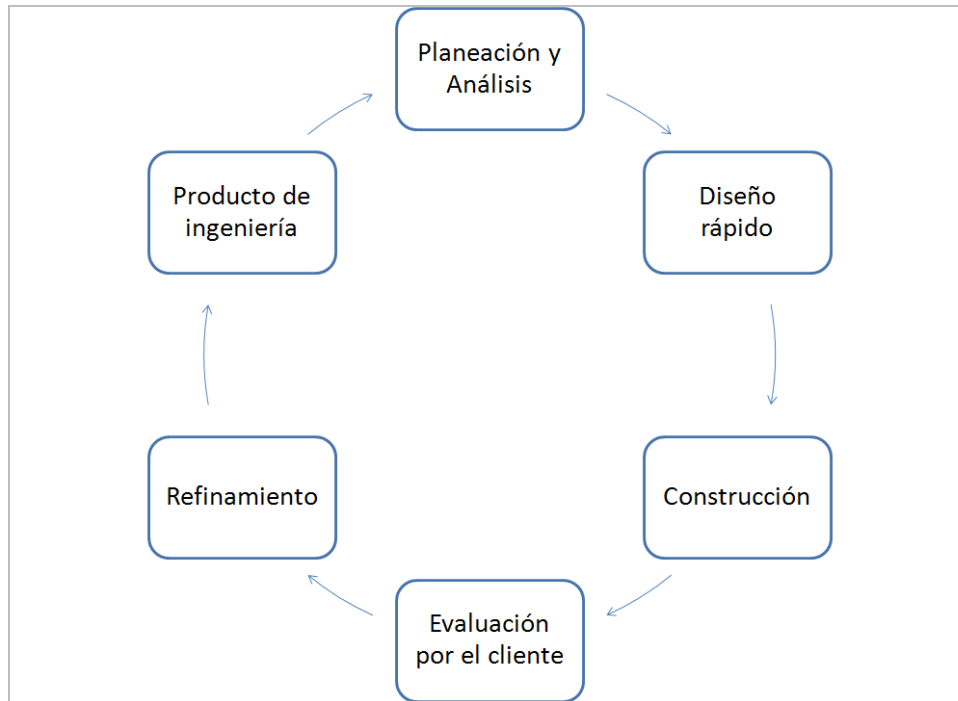 Planeación y
Análisis
Diseño
rápido
Construcción
Evaluación
por el cliente
Refinamiento
Producto de
ingeniería